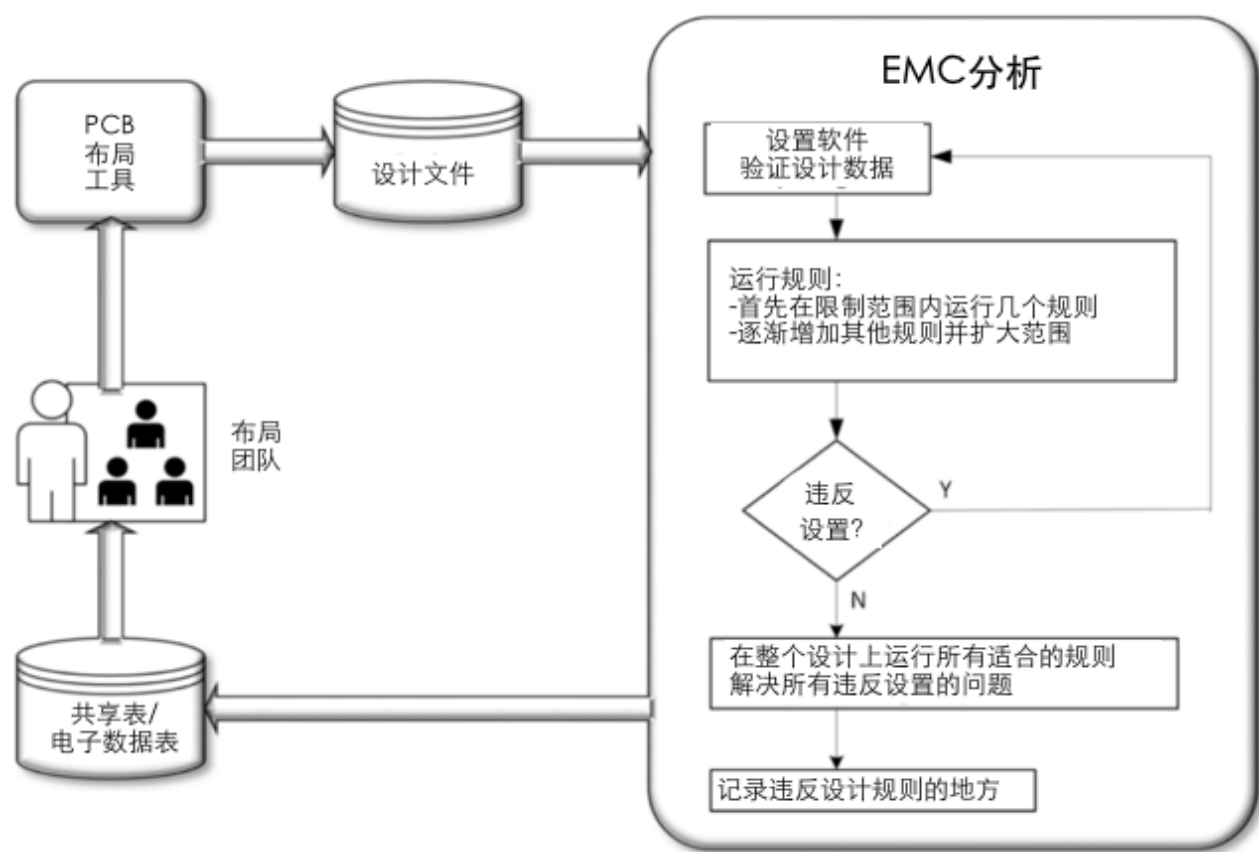 EMC分析
PCB
布局
工具
设计文件
设置软件
验证设计数据
运行规则：
-首先在限制范围内运行几个规则
-逐渐增加其他规则并扩大范围
布局
团队
违反
设置?
Y
N
在整个设计上运行所有适合的规则
解决所有违反设置的问题
共享表/
电子数据表
记录违反设计规则的地方